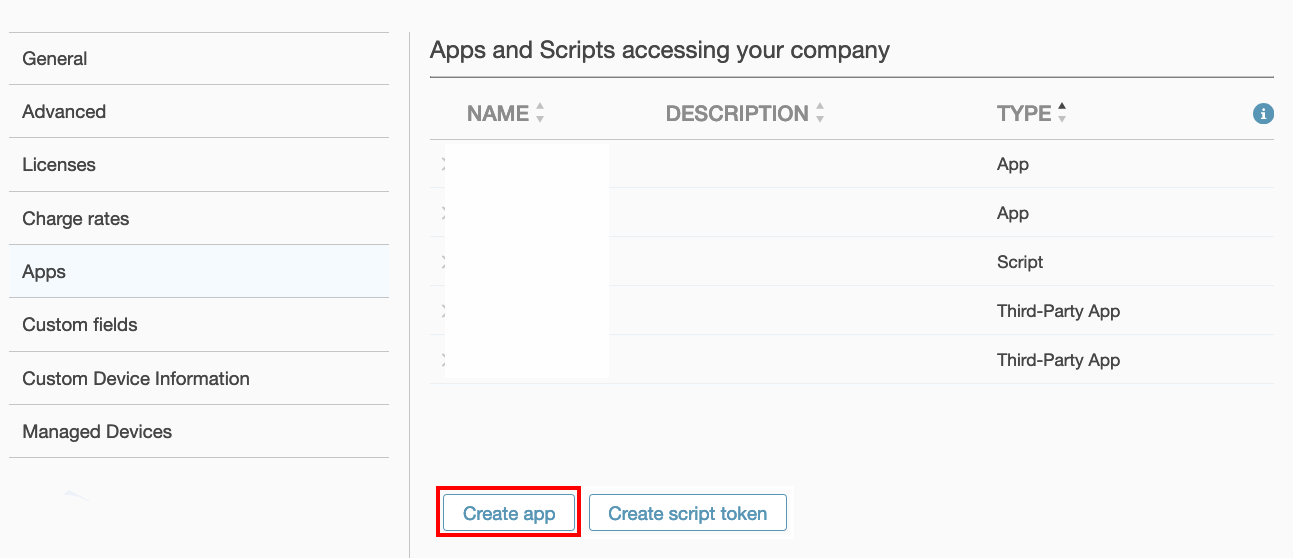 General
Advanced
Licenses
Charge rates
Apps
Custom fields
Custom Device Information
Managed Devices
Apps and Scripts accessing your company
NAME DESCRIPTION TYPE
App
App
Script
Third-Party App
Third-Party App
Create app Create script token